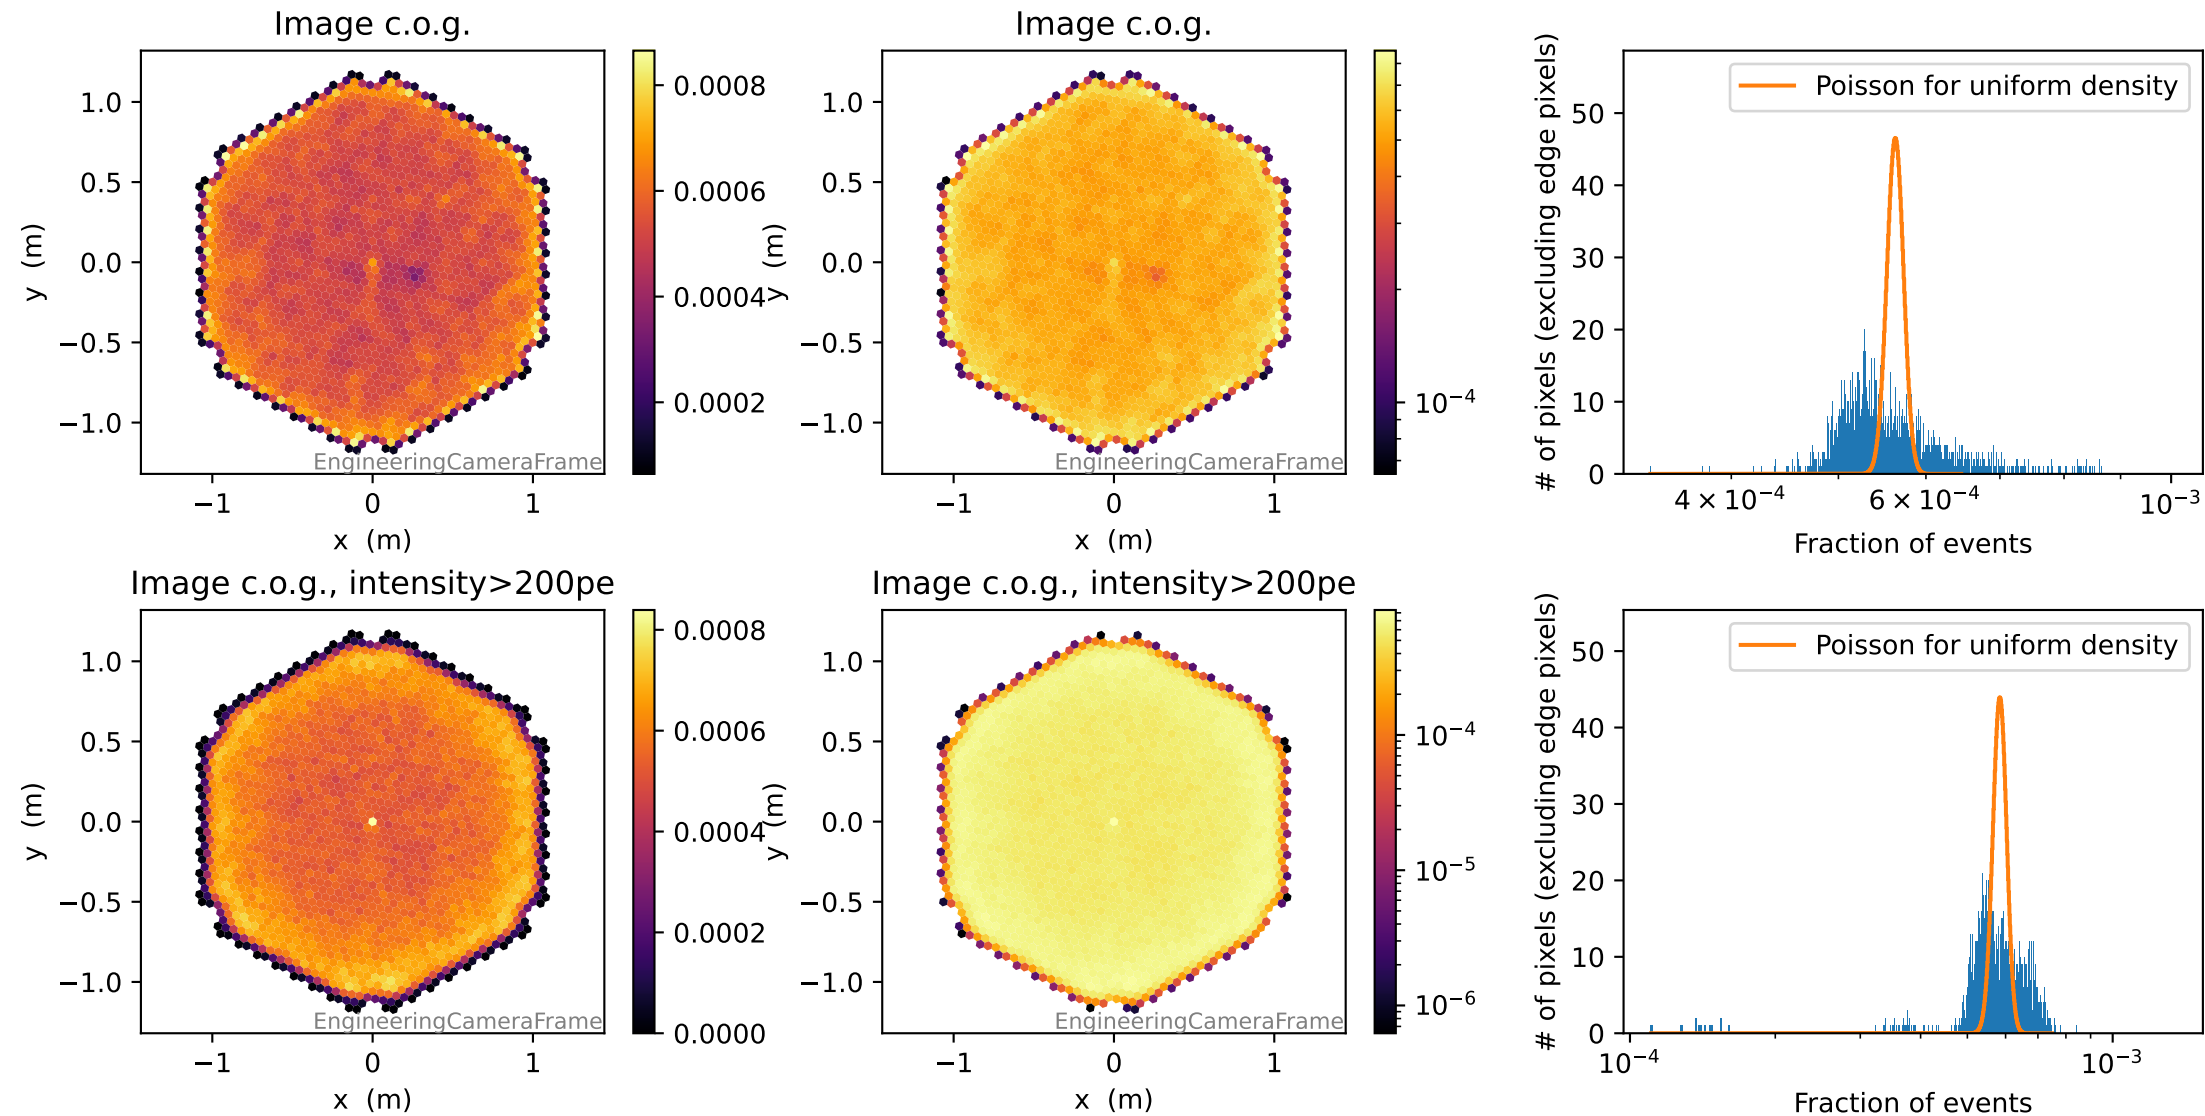 Image c.o.g.
y (m)
1.0
0.5
0.0
−0.5
−1.0
−1
0
1
x (m)
EngineeringCameraFrame
0.0008
0.0006
0.0004
0.0002
Image c.o.g.
y (m)
1.0
0.5
0.0
−0.5
−1.0
−1
0
1
x (m)
EngineeringCameraFrame
10⁻⁴
# of pixels (excluding edge pixels)
50
40
30
20
10
0
Poisson for uniform density
4 × 10⁻⁴
6 × 10⁻⁴
10⁻³
Fraction of events
Image c.o.g., intensity>200pe
y (m)
1.0
0.5
0.0
−0.5
−1.0
−1
0
1
x (m)
EngineeringCameraFrame
0.0008
0.0006
0.0004
0.0002
0.0000
Image c.o.g., intensity>200pe
y (m)
1.0
0.5
0.0
−0.5
−1.0
−1
0
1
x (m)
EngineeringCameraFrame
10⁻⁴
10⁻⁵
10⁻⁶
# of pixels (excluding edge pixels)
50
40
30
20
10
0
Poisson for uniform density
10⁻⁴
10⁻³
Fraction of events